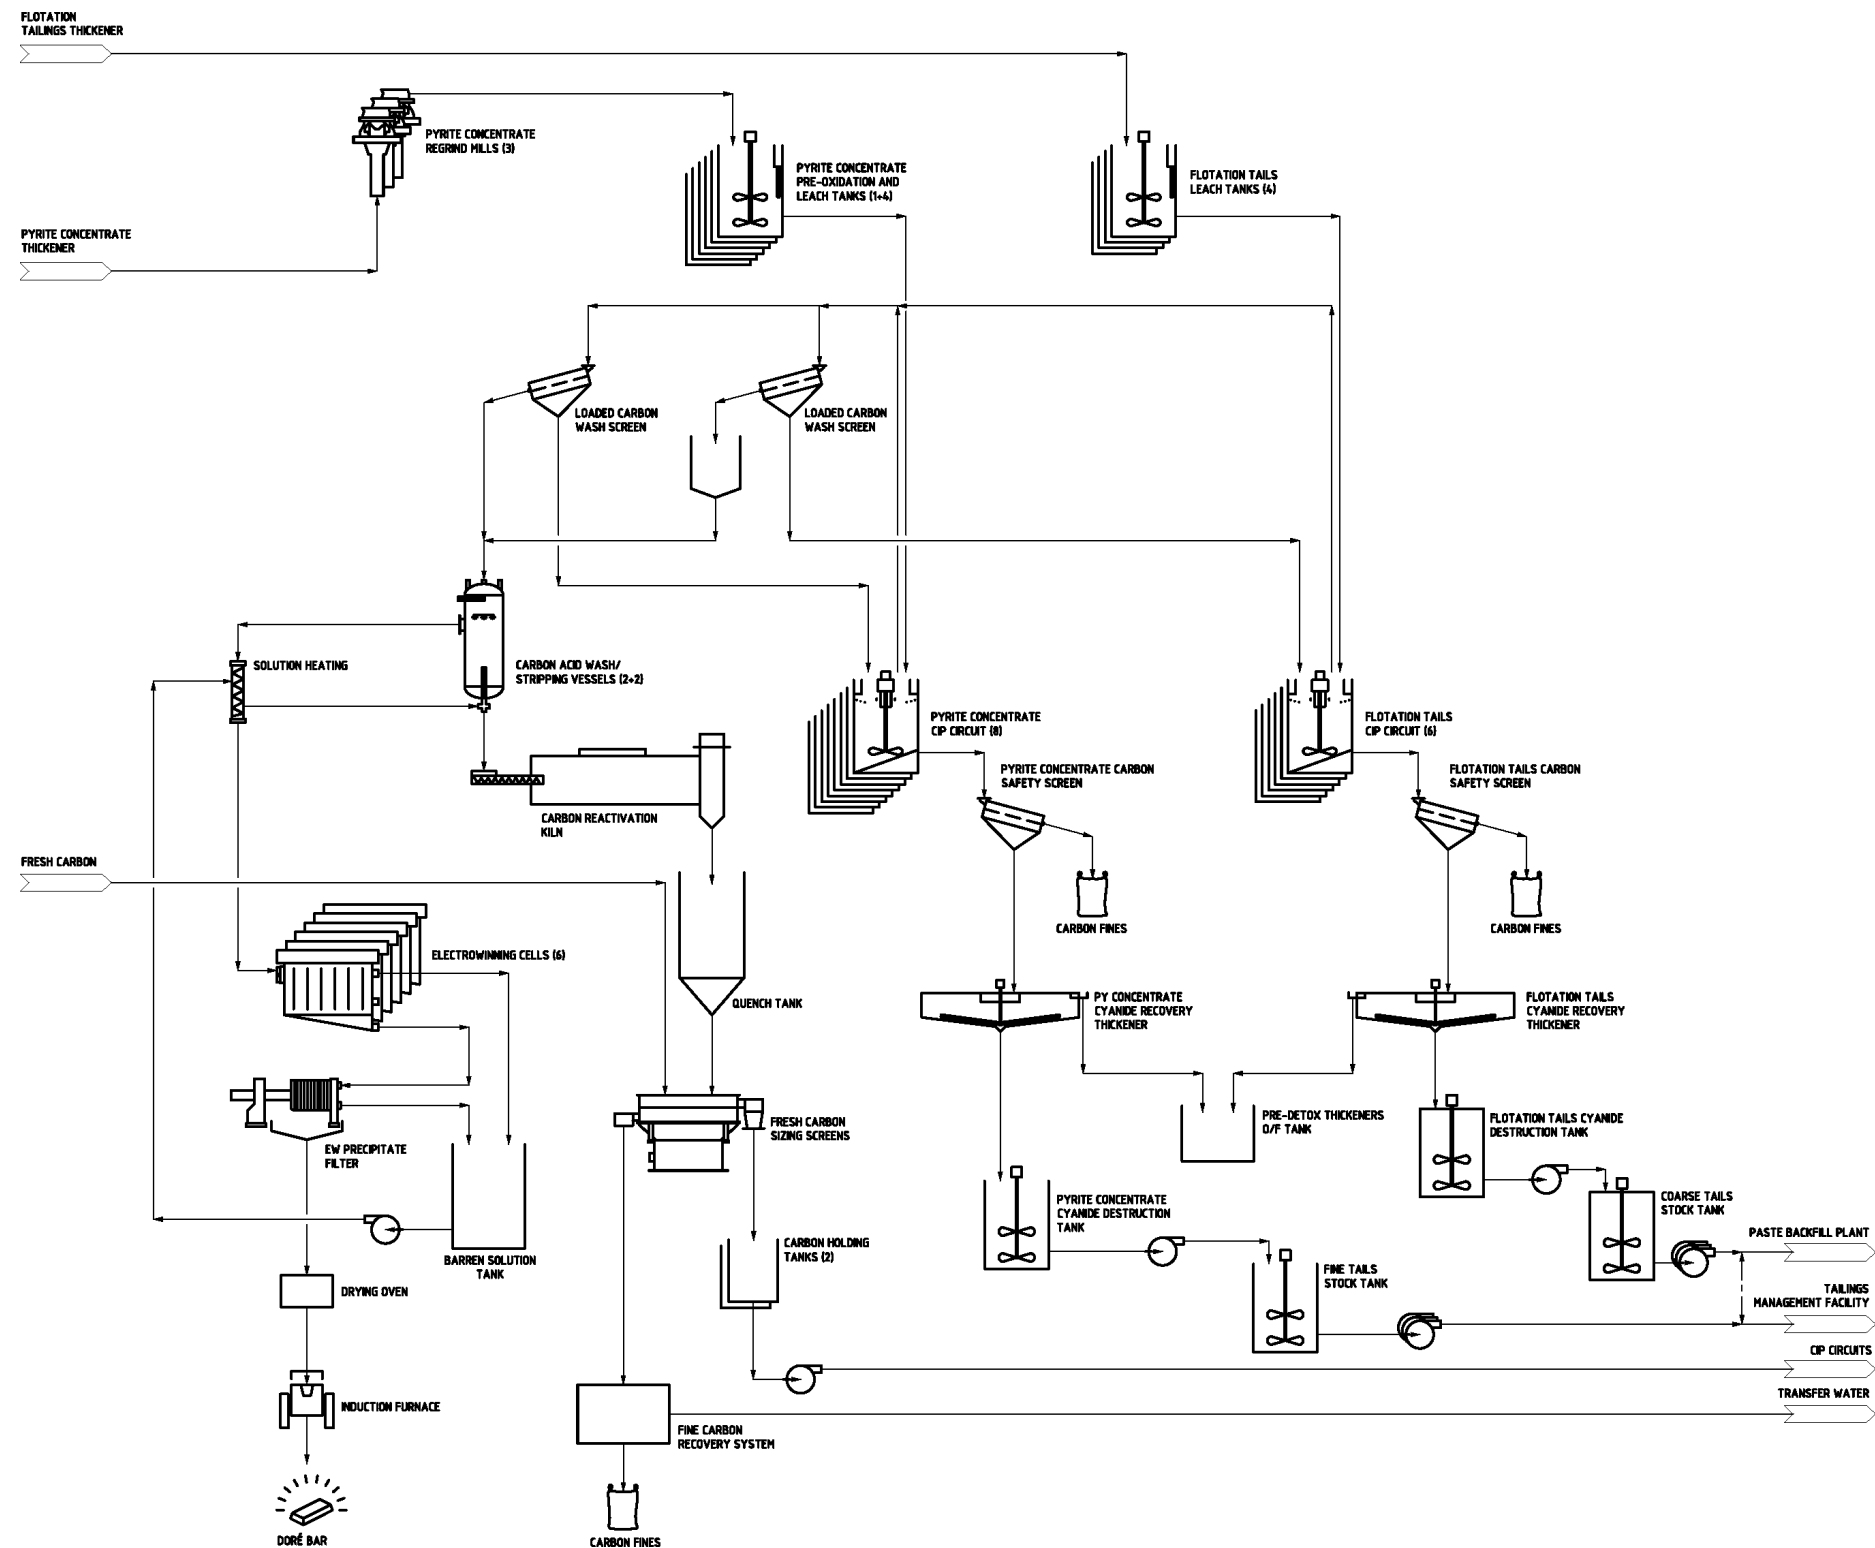 FLOTATION
TAILINGS THICKENER
PYRITE CONCENTRATE
REGRIND MILLS (3)
PYRITE CONCENTRATE
PRE-OXIDATION AND
LEACH TANKS (1+4)
FLOTATION TAILS
LEACH TANKS (4)
PYRITE CONCENTRATE
THICKENER
LOADED CARBON
WASH SCREEN
LOADED CARBON
WASH SCREEN
SOLUTION HEATING
CARBON ACID WASH/
STRIPPING VESSELS (2+2)
PYRITE CONCENTRATE
CIP CIRCUIT (8)
FLOTATION TAILS
CIP CIRCUIT (6)
PYRITE CONCENTRATE CARBON
SAFETY SCREEN
FLOTATION TAILS CARBON
SAFETY SCREEN
CARBON REACTIVATION
KILN
FRESH CARBON
CARBON FINES
CARBON FINES
ELECTROWINNING CELLS (6)
QUENCH TANK
PY CONCENTRATE
CYANIDE RECOVERY
THICKENER
FLOTATION TAILS
CYANIDE RECOVERY
THICKENER
FRESH CARBON
SIZING SCREENS
PRE-DETOX THICKENERS
O/F TANK
FLOTATION TAILS CYANIDE
DESTRUCTION TANK
EW PRECIPITATE
FILTER
PYRITE CONCENTRATE
CYANIDE DESTRUCTION
TANK
COARSE TAILS
STOCK TANK
PASTE BACKFILL PLANT
BARREN SOLUTION
TANK
CARBON HOLDING
TANKS (2)
FINE TAILS
STOCK TANK
DRYING OVEN
TAILINGS
MANAGEMENT FACILITY
CIP CIRCUITS
TRANSFER WATER
INDUCTION FURNACE
FINE CARBON
RECOVERY SYSTEM
DORÉ BAR
CARBON FINES